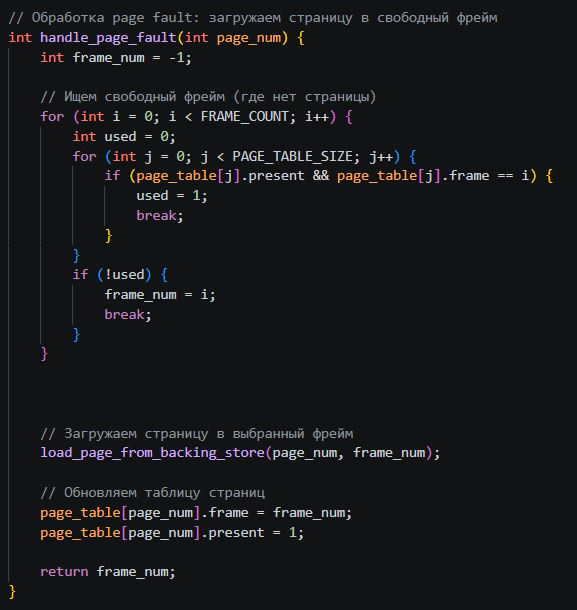 // Обработка page fault: загружаем страницу в свободный фрейм
int handle_page_fault(int page_num) {
    int frame_num = -1;

    // Ищем свободный фрейм (где нет страницы)
    for (int i = 0; i < FRAME_COUNT; i++) {
        int used = 0;
        for (int j = 0; j < PAGE_TABLE_SIZE; j++) {
            if (page_table[j].present && page_table[j].frame == i) {
                used = 1;
                break;
            }
        }
        if (!used) {
            frame_num = i;
            break;
        }
    }

    // Загружаем страницу в выбранный фрейм
    load_page_from_backing_store(page_num, frame_num);

    // Обновляем таблицу страниц
    page_table[page_num].frame = frame_num;
    page_table[page_num].present = 1;

    return frame_num;
}